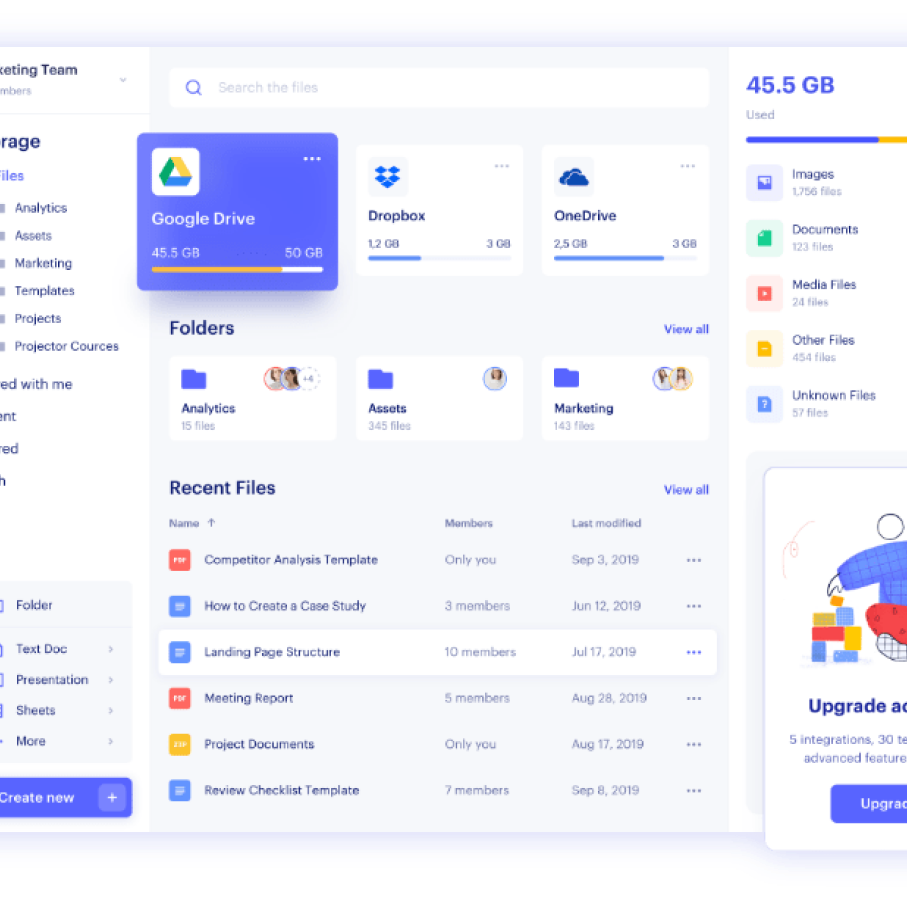 keting Team
mbers
rage
Files
Analytics
Assets
Marketing
Templates
Projects
Projector Cources
ed with me
ent
red
h
Folder
Text Doc
Presentation
Sheets
More
Create new
+
Search the files
Google Drive
45.5 GB 50 GB
Dropbox
1,2 GB 3 GB
OneDrive
2,5 GB 3 GB
Folders View all
+4
Analytics
15 files
Assets
345 files
Marketing
143 files
Recent Files View all
Name ↑ Members Last modified
PDF Competitor Analysis Template Only you Sep 3, 2019
How to Create a Case Study 3 members Jun 12, 2019
Landing Page Structure 10 members Jul 17, 2019
PDF Meeting Report 5 members Aug 28, 2019
ZIP Project Documents Only you Aug 17, 2019
Review Checklist Template 7 members Sep 8, 2019
45.5 GB
Used
Images
1,756 files
Documents
123 files
Media Files
24 files
Other Files
454 files
?
Unknown Files
57 files
Upgrade ac
5 integrations, 30 te
advanced feature
Upgrad